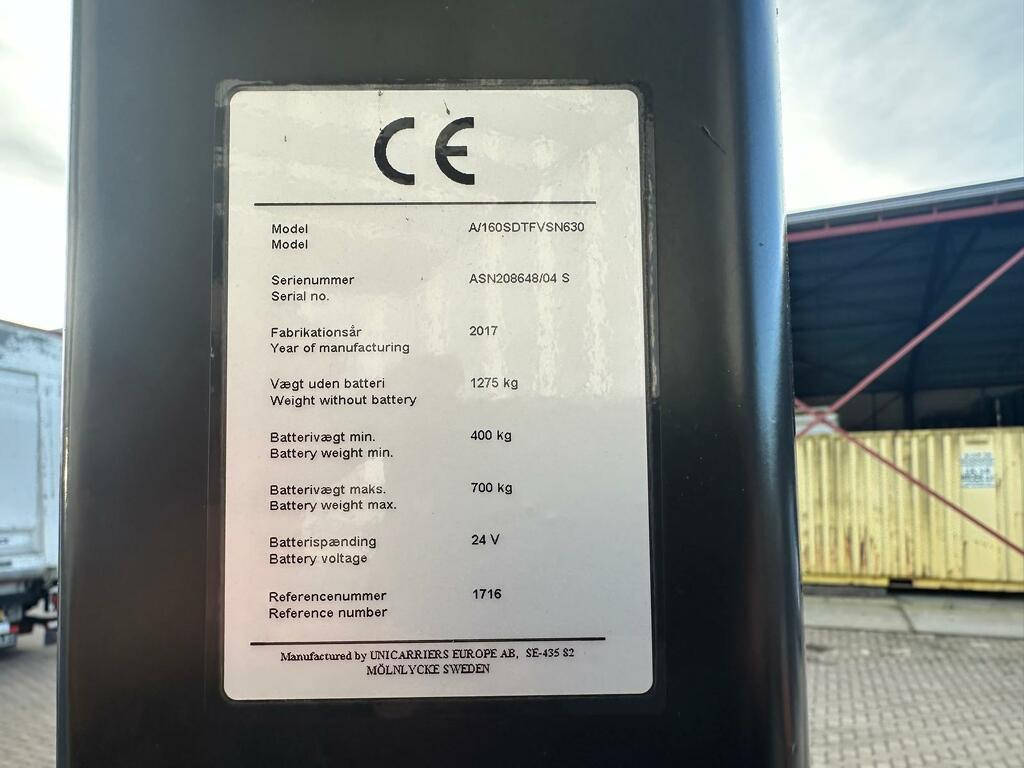 CE
Model A/160SDTFVSN630
Model
Serienummer ASN208648/04 S
Serial no.
Fabrikationsår 2017
Year of manufacturing
Vægt uden batteri 1275 kg
Weight without battery
Batterivægt min. 400 kg
Battery weight min.
Batterivægt maks. 700 kg
Battery weight max.
Batterispænding 24 V
Battery voltage
Referencenummer 1716
Reference number
Manufactured by UNICARRIERS EUROPE AB, SE-435 82
MÖLNLYCKE SWEDEN